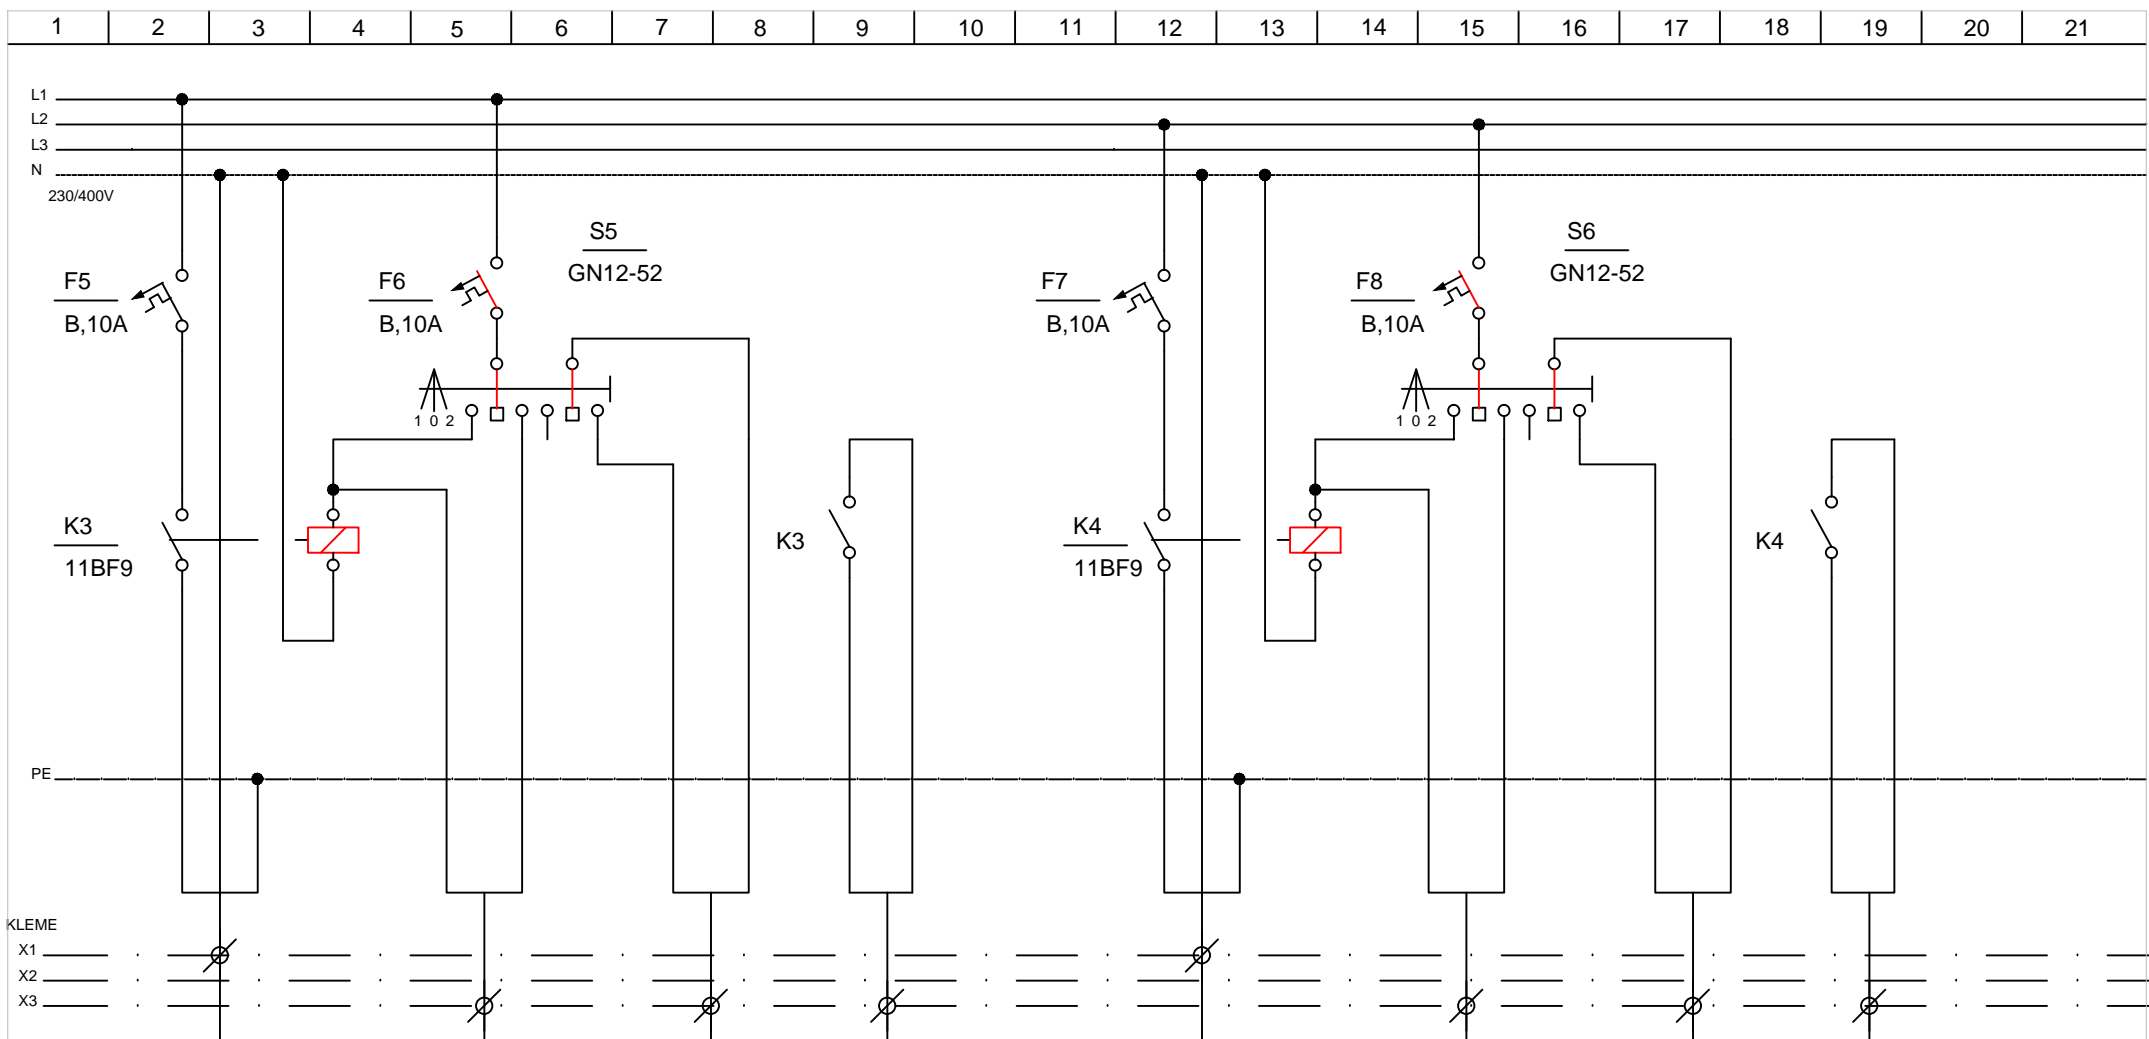 1 2 3 4 5 6 7 8 9 10 11 12 13 14 15 16 17 18 19 20 21
L1
L2
L3
N
230/400V
S5
GN12-52
S6
GN12-52
F5
B,10A
F6
B,10A
F7
B,10A
F8
B,10A
1 0 2
1 0 2
K3
11BF9
K3
K4
11BF9
K4
PE
KLEME
X1
X2
X3